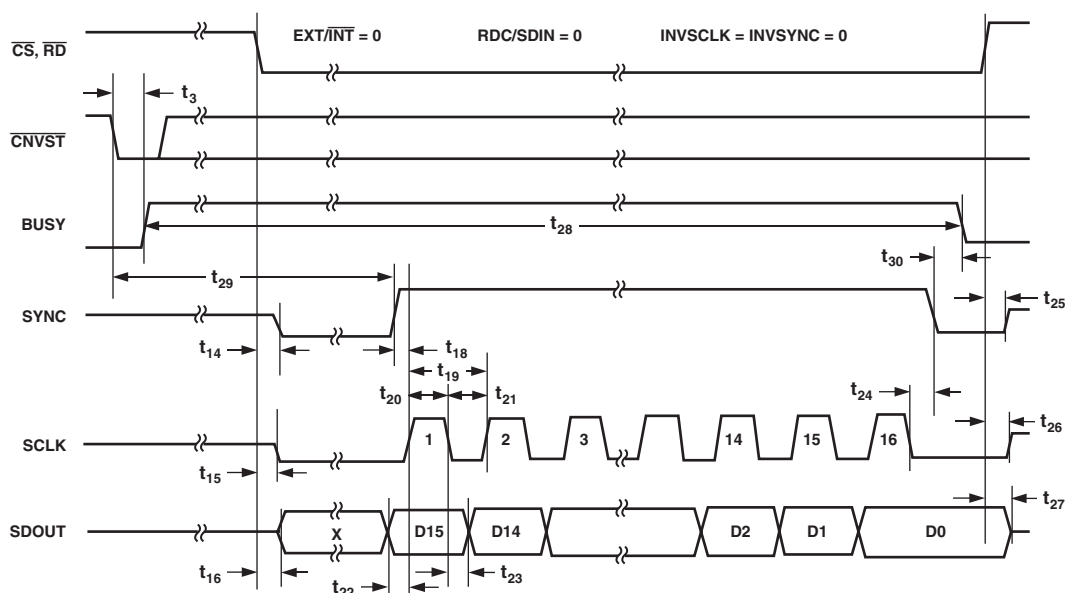 EXT/INT = 0 RDC/SDIN = 0 INVSCLK = INVSYNC = 0
CS, RD
t3
CNVST
BUSY
t28
t30
t29
t25
SYNC
t14
t18
t19
t20
t21
t24
t26
SCLK
1 2 3 14 15 16
t15
t27
SDOUT
X D15 D14 D2 D1 D0
t16
t22
t23